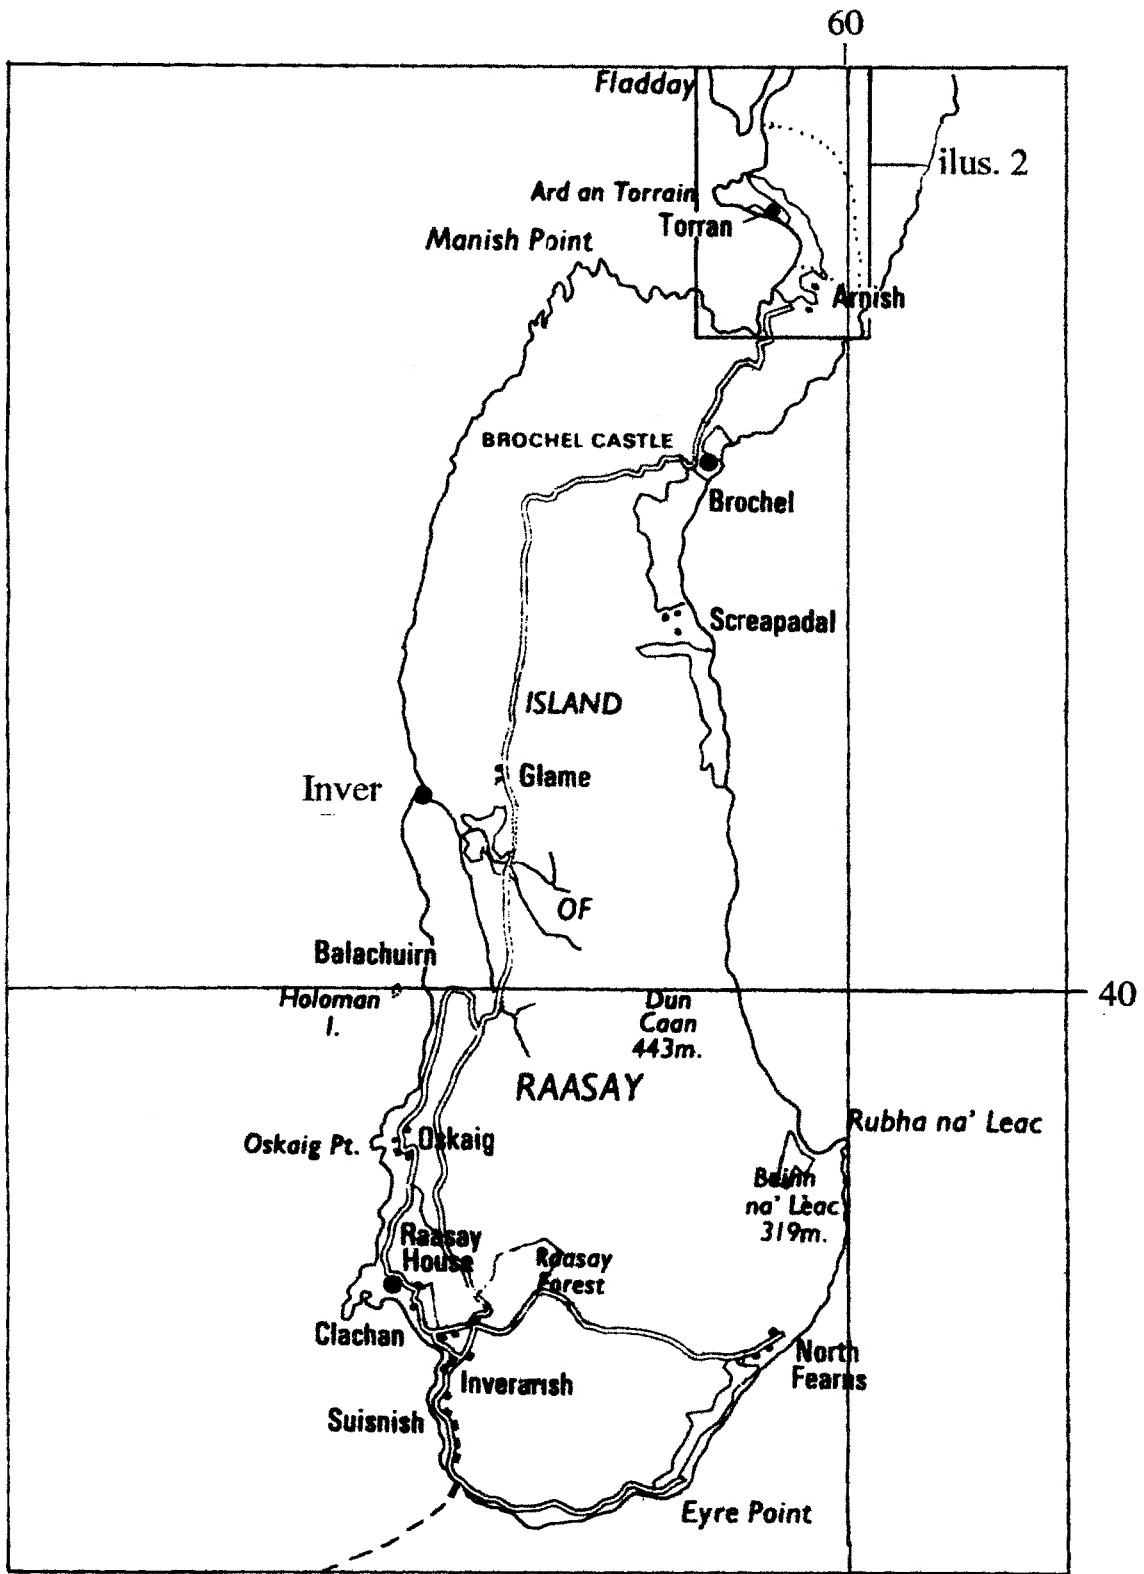 60
Fladday
ilus. 2
Ard an Torrain
Torran
Manish Point
Arnish
BROCHEL CASTLE
Brochel
Screapadal
ISLAND
Glame
Inver
OF
Balachuirn
Holoman
I.
Dun
Caan
443m.
40
RAASAY
Rubha na' Leac
Oskaig Pt.
Oskaig
na' Lèac
319m.
Raasay
House
Raasay
Forest
Clachan
North
Fearns
Inverarish
Suisnish
Eyre Point